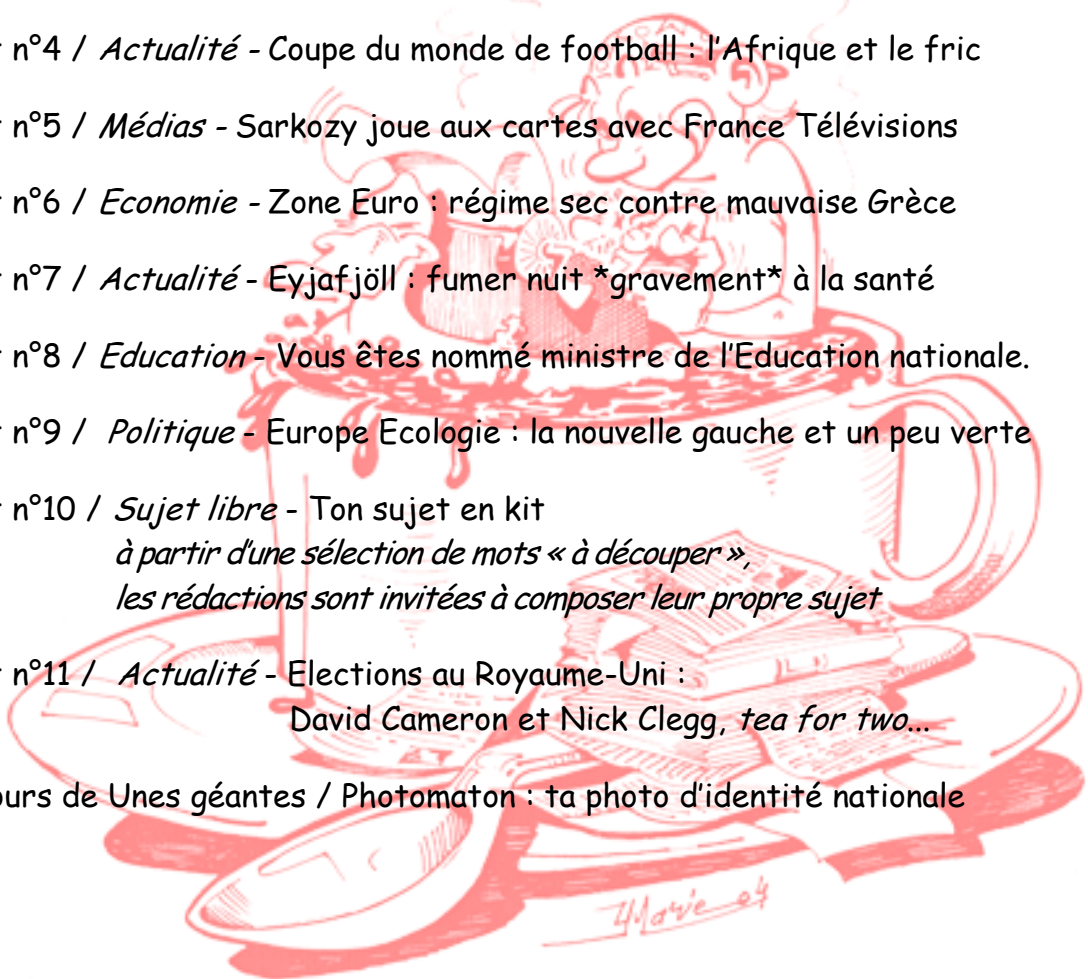 n°4 / Actualité - Coupe du monde de football : l'Afrique et le fric
n°5 / Médias - Sarkozy joue aux cartes avec France Télévisions
n°6 / Economie - Zone Euro : régime sec contre mauvaise Grèce
n°7 / Actualité - Eyjafjöll : fumer nuit *gravement* à la santé
n°8 / Education - Vous êtes nommé ministre de l'Education nationale.
n°9 / Politique - Europe Ecologie : la nouvelle gauche et un peu verte
n°10 / Sujet libre - Ton sujet en kit
à partir d'une sélection de mots « à découper »,
les rédactions sont invitées à composer leur propre sujet
n°11 / Actualité - Elections au Royaume-Uni :
David Cameron et Nick Clegg, tea for two...
ours de Unes géantes / Photomaton : ta photo d'identité nationale